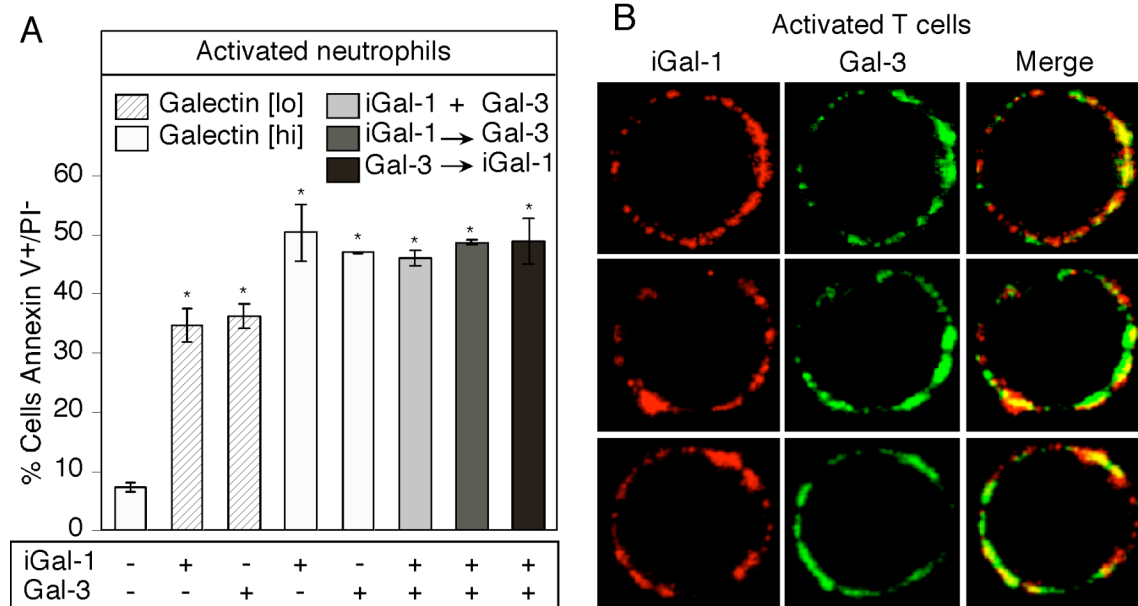 A
Activated neutrophils
Galectin [lo]
Galectin [hi]
iGal-1 + Gal-3
iGal-1 → Gal-3
Gal-3 → iGal-1
% Cells Annexin V+/PI-
60
50
40
30
20
10
0
* * * * * * *
iGal-1 - + - + - + + +
Gal-3 - - + - + + + +
B
Activated T cells
iGal-1 Gal-3 Merge